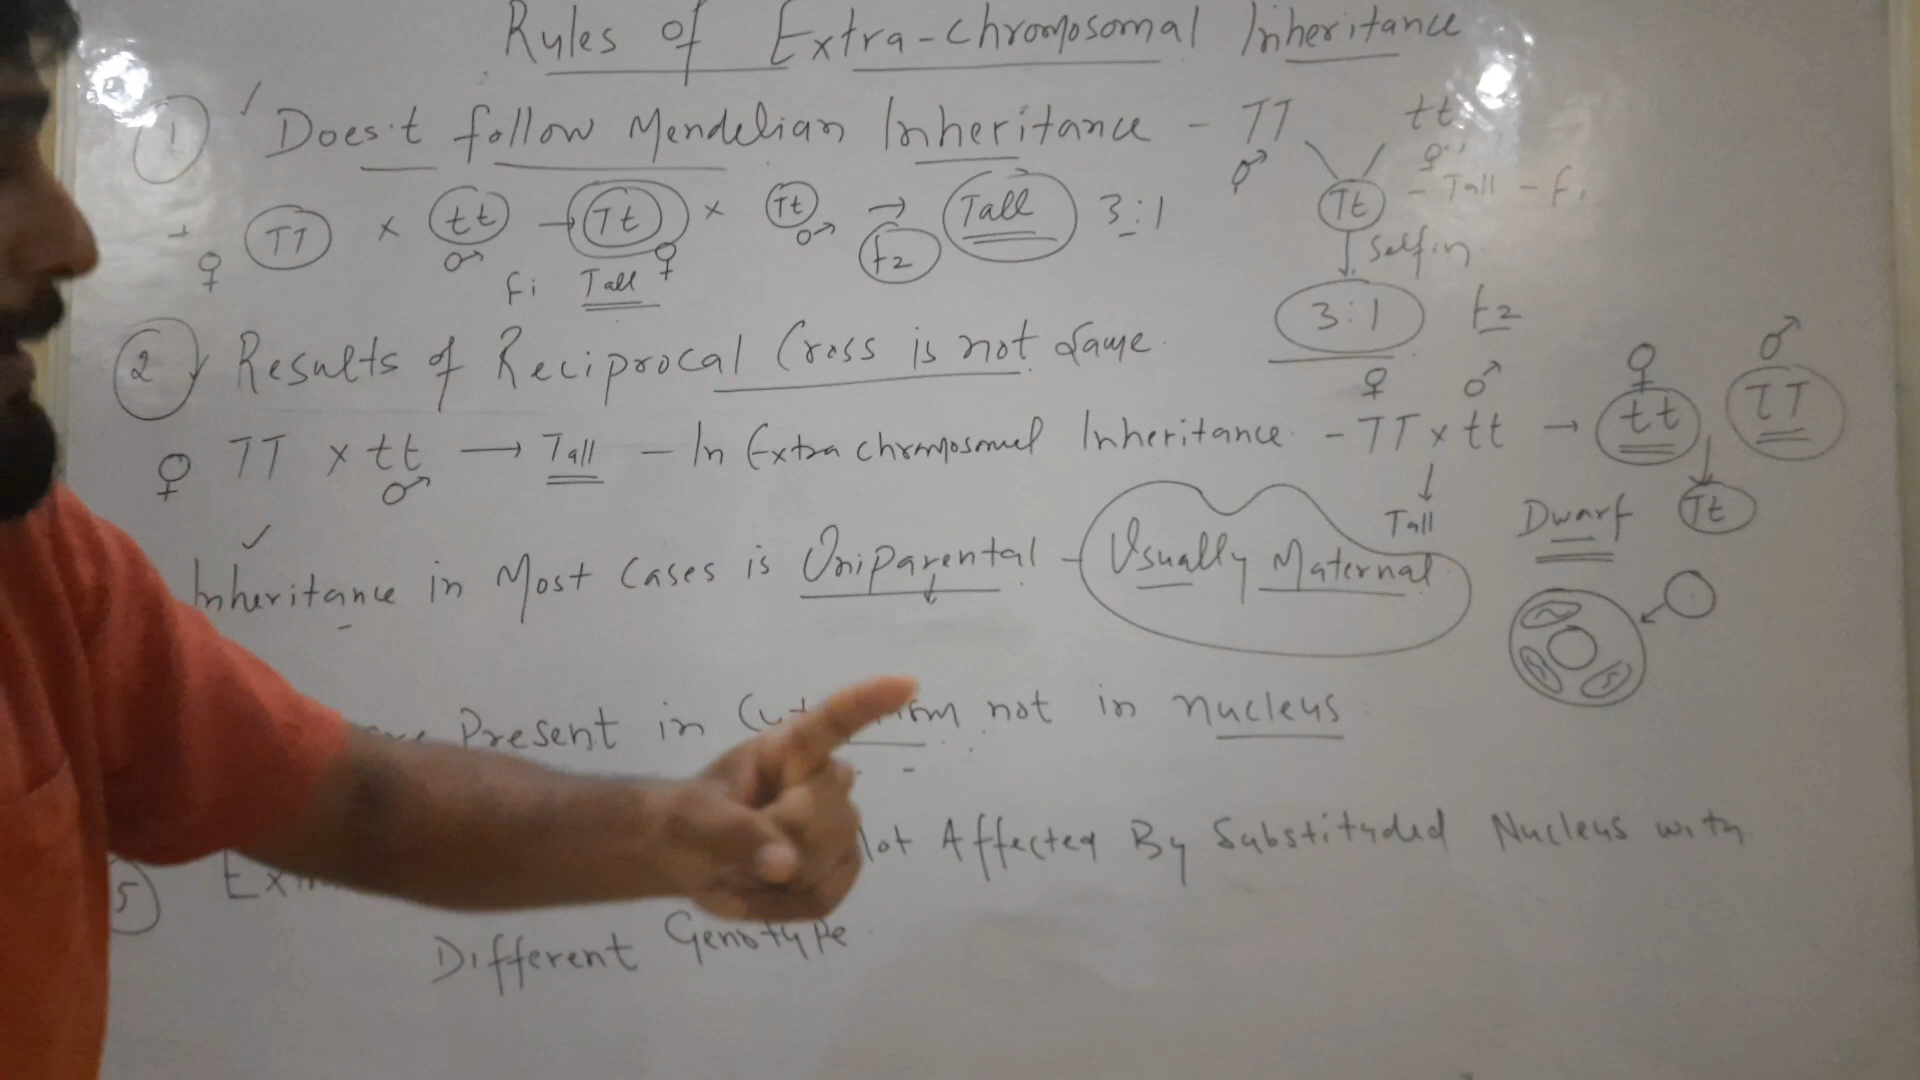 Rules of Extra-Chromosomal Inheritance
1 Does't follow Mendelian Inheritance - TT ♂ tt ♀
♀ TT × tt ♂ → Tt ♀ × Tt ♂ → Tall 3:1
Tt - Tall - F1
F1 Tall
F2
Selfin
3:1 F2
2 Results of Reciprocal Cross is not same
♀ TT × tt ♂ → Tall - In Extra chromosomal Inheritance - ♀ TT × tt ♂ → ♀ tt ♂ TT
Tall Dwarf Tt
Inheritance in Most Cases is Uniparental - Usually Maternal
Present in not in nucleus
5 Not Affected By Substituded Nucleus with
Different Genotype